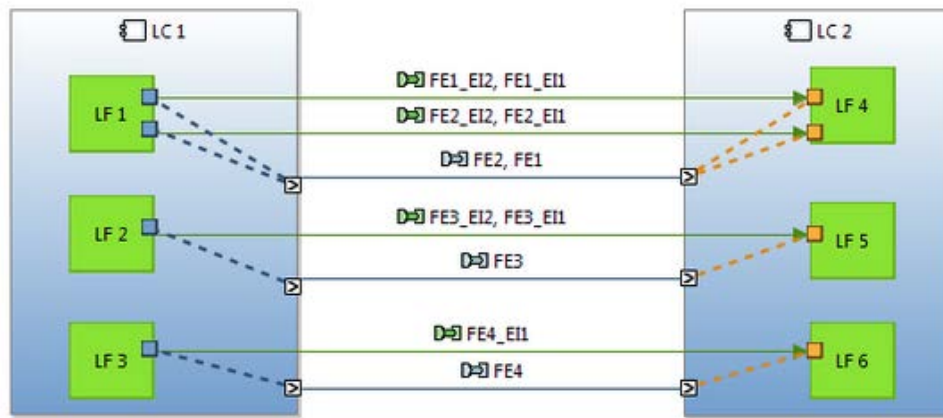 LC 1
LC 2
FE1_EI2, FE1_EI1
LF 1
LF 4
FE2_EI2, FE2_EI1
FE2, FE1
FE3_EI2, FE3_EI1
LF 2
LF 5
FE3
FE4_EI1
LF 3
LF 6
FE4